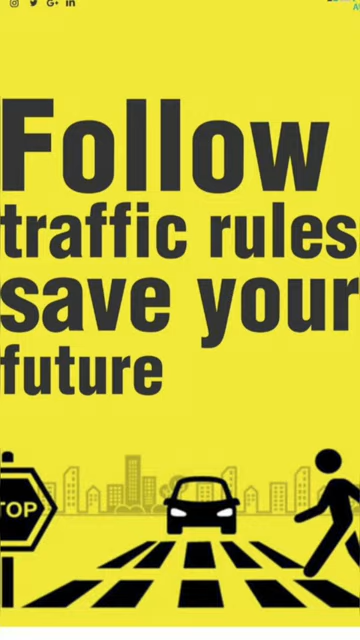 Follow
traffic rules
save your
future
TOP